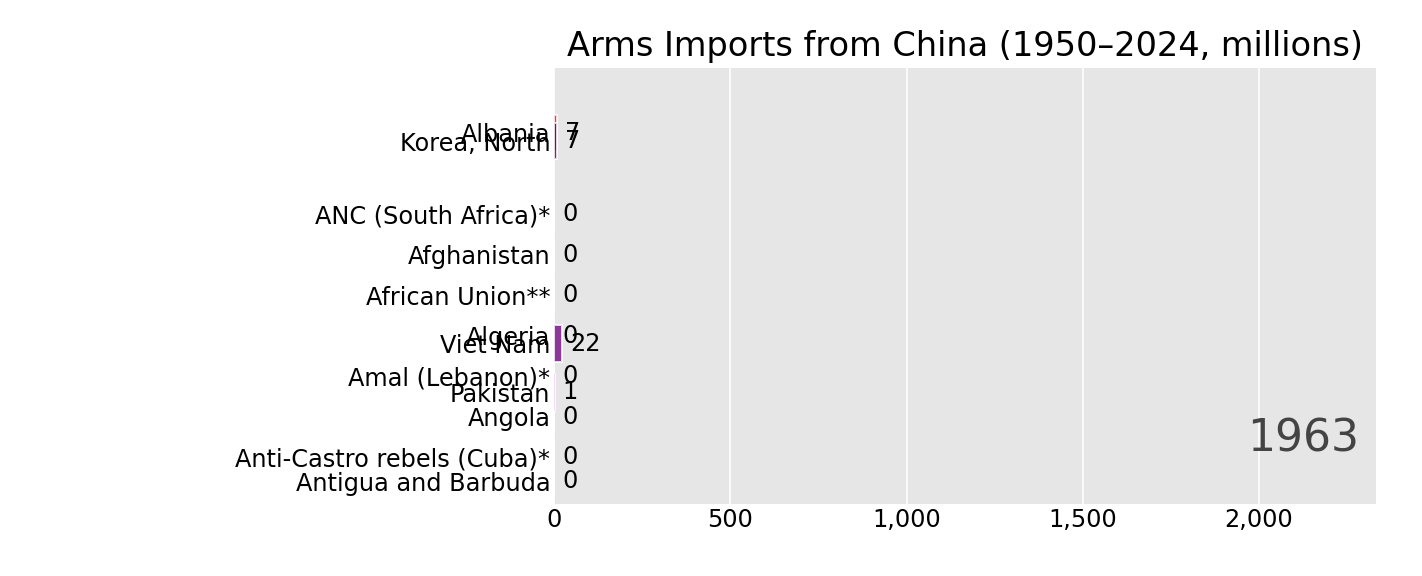 Arms Imports from China (1950–2024, millions)
Albania 7
Korea, North 7
ANC (South Africa)* 0
Afghanistan 0
African Union** 0
Algeria 0
Viet Nam 22
Amal (Lebanon)* 0
Pakistan 1
Angola 0
1963
Anti-Castro rebels (Cuba)* 0
Antigua and Barbuda 0
0 500 1,000 1,500 2,000